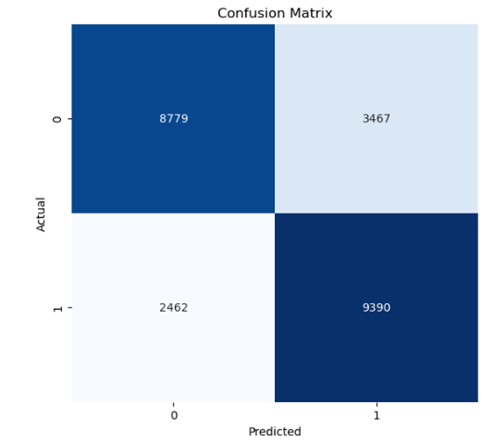 Confusion Matrix
0
8779
3467
Actual
1
2462
9390
0
1
Predicted